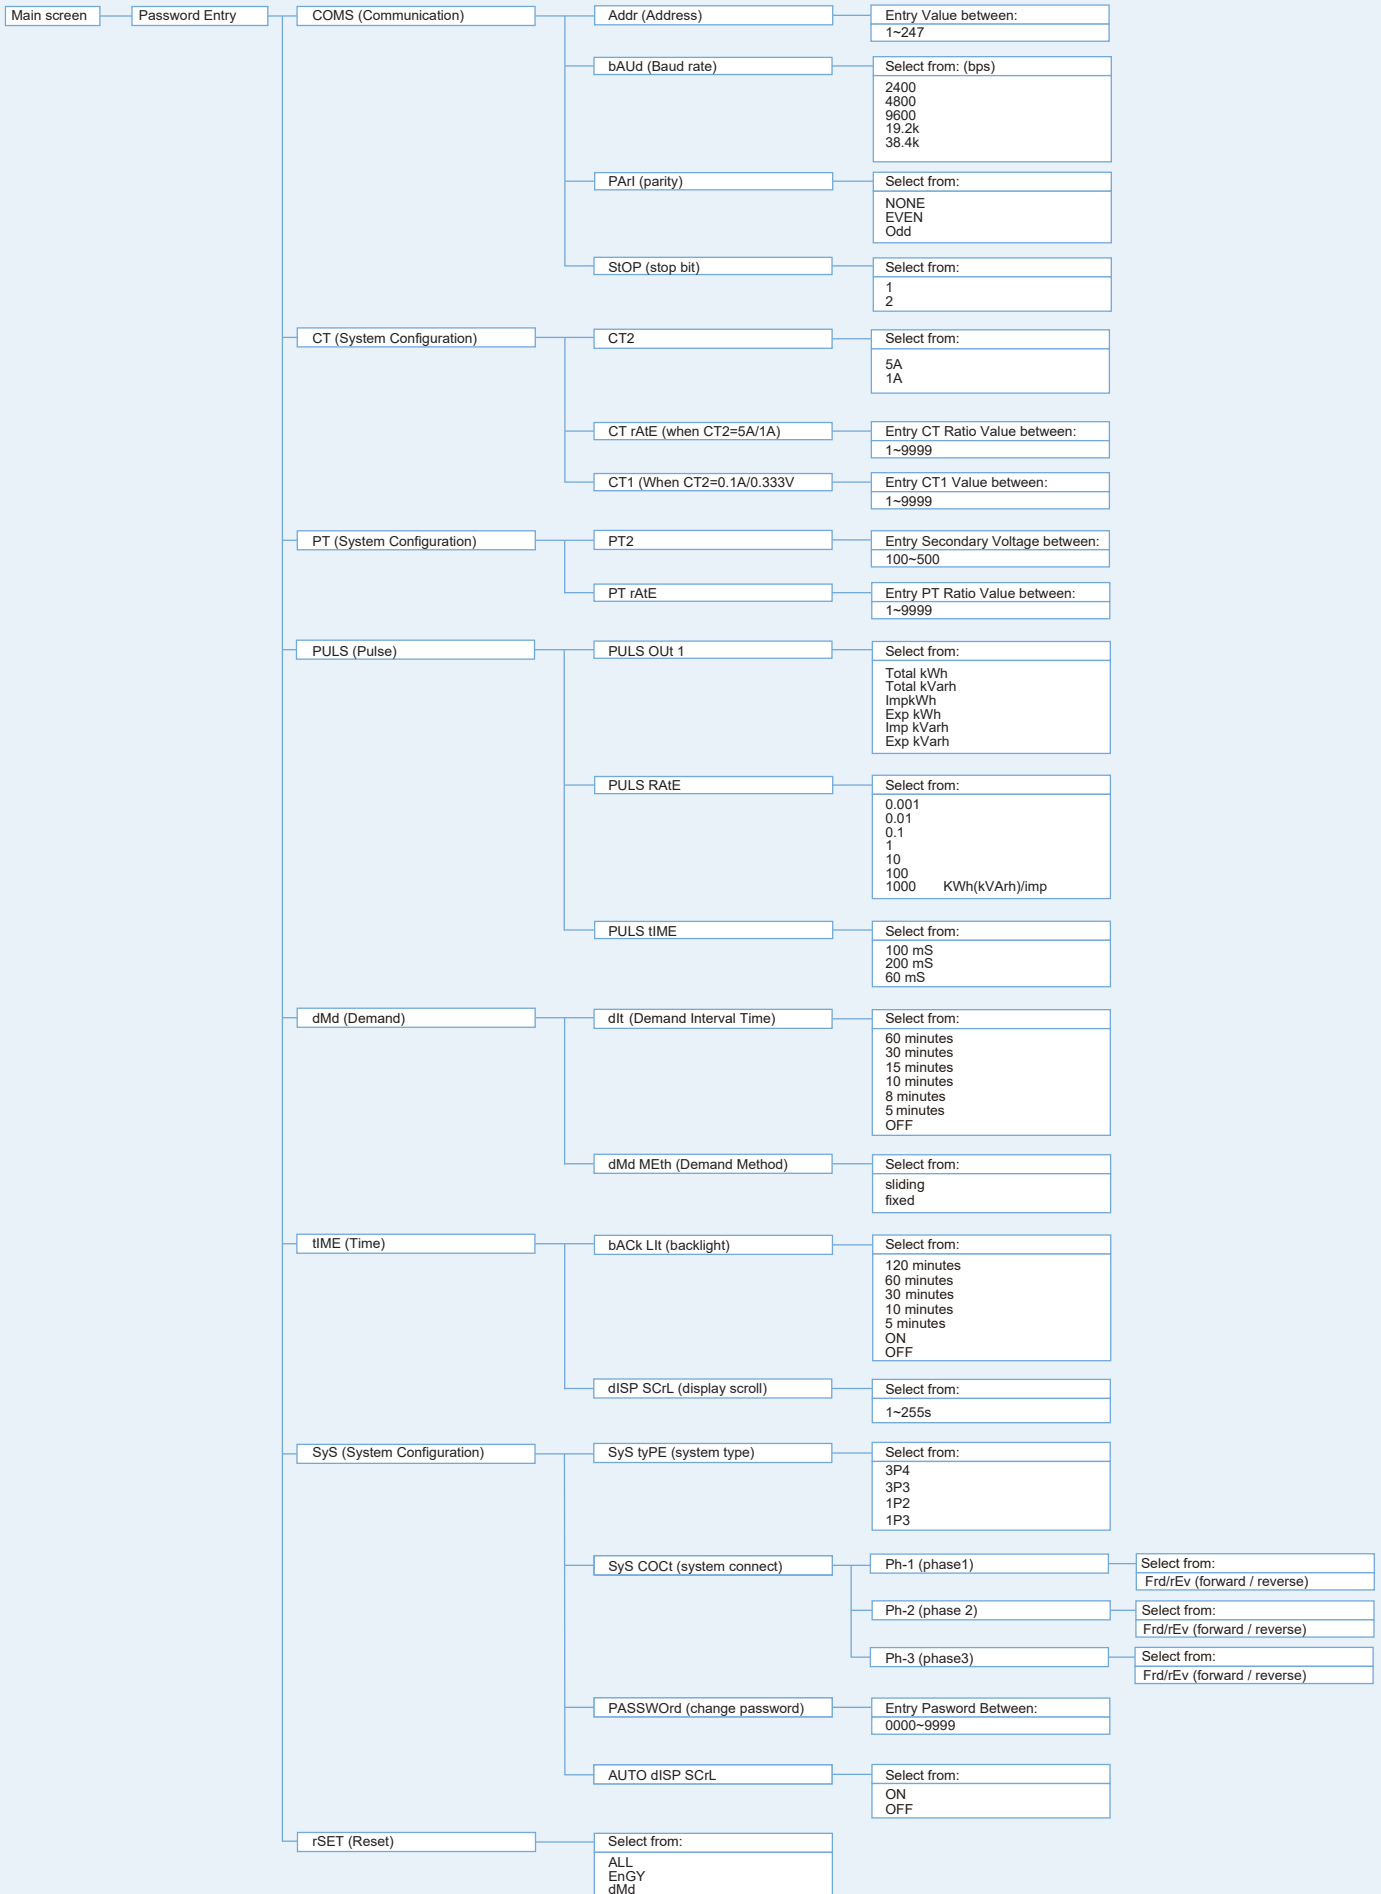 Main screen
Password Entry
COMS (Communication)
Addr (Address)
Entry Value between:
1~247
bAUd (Baud rate)
Select from: (bps)
2400
4800
9600
19.2k
38.4k
PArI (parity)
Select from:
NONE
EVEN
Odd
StOP (stop bit)
Select from:
1
2
CT (System Configuration)
CT2
Select from:
5A
1A
CT rAtE (when CT2=5A/1A)
Entry CT Ratio Value between:
1~9999
CT1 (When CT2=0.1A/0.333V
Entry CT1 Value between:
1~9999
PT (System Configuration)
PT2
Entry Secondary Voltage between:
100~500
PT rAtE
Entry PT Ratio Value between:
1~9999
PULS (Pulse)
PULS OUt 1
Select from:
Total kWh
Total kVarh
ImpkWh
Exp kWh
Imp kVarh
Exp kVarh
PULS RAtE
Select from:
0.001
0.01
0.1
1
10
100
1000 KWh(kVArh)/imp
PULS tIME
Select from:
100 mS
200 mS
60 mS
dMd (Demand)
dIt (Demand Interval Time)
Select from:
60 minutes
30 minutes
15 minutes
10 minutes
8 minutes
5 minutes
OFF
dMd MEth (Demand Method)
Select from:
sliding
fixed
tIME (Time)
bACk LIt (backlight)
Select from:
120 minutes
60 minutes
30 minutes
10 minutes
5 minutes
ON
OFF
dISP SCrL (display scroll)
Select from:
1~255s
SyS (System Configuration)
SyS tyPE (system type)
Select from:
3P4
3P3
1P2
1P3
SyS COCt (system connect)
Ph-1 (phase1)
Select from:
Frd/rEv (forward / reverse)
Ph-2 (phase 2)
Select from:
Frd/rEv (forward / reverse)
Ph-3 (phase3)
Select from:
Frd/rEv (forward / reverse)
PASSWOrd (change password)
Entry Pasword Between:
0000~9999
AUTO dISP SCrL
Select from:
ON
OFF
rSET (Reset)
Select from:
ALL
EnGY
dMd